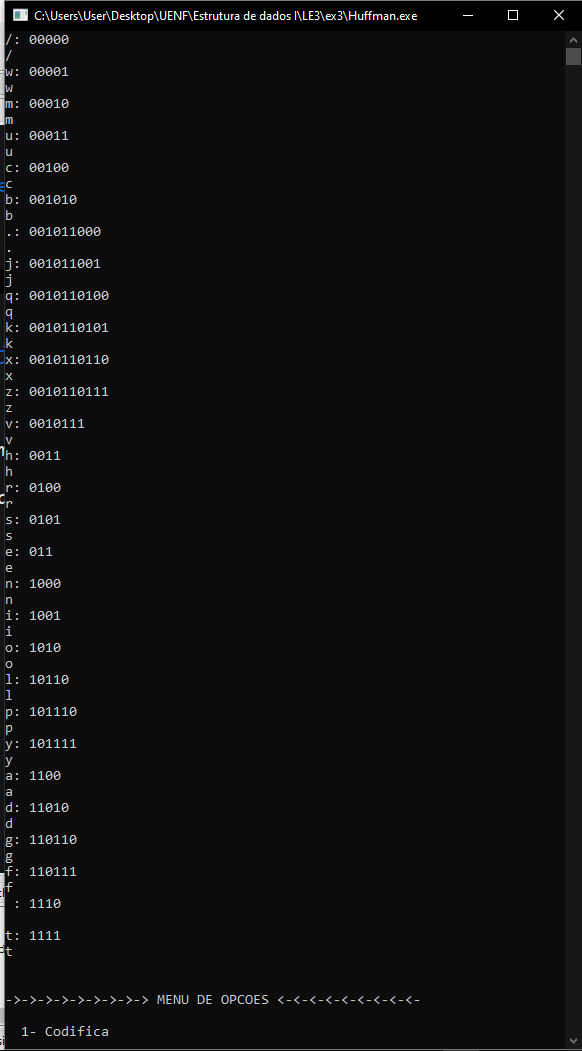 C:\Users\User\Desktop\UENF\Estrutura de dados I\LE3\ex3\Huffman.exe
/: 00000
/
w: 00001
w
m: 00010
m
u: 00011
u
c: 00100
c
b: 001010
b
.: 001011000
.
j: 001011001
j
q: 0010110100
q
k: 0010110101
k
x: 0010110110
x
z: 0010110111
z
v: 0010111
v
h: 0011
h
r: 0100
r
s: 0101
s
e: 011
e
n: 1000
n
i: 1001
i
o: 1010
o
l: 10110
l
p: 101110
p
y: 101111
y
a: 1100
a
d: 11010
d
g: 110110
g
f: 110111
f
 : 1110
t: 1111
t
->->->->->->->->-> MENU DE OPCOES <-<-<-<-<-<-<-<-<-
1- Codifica